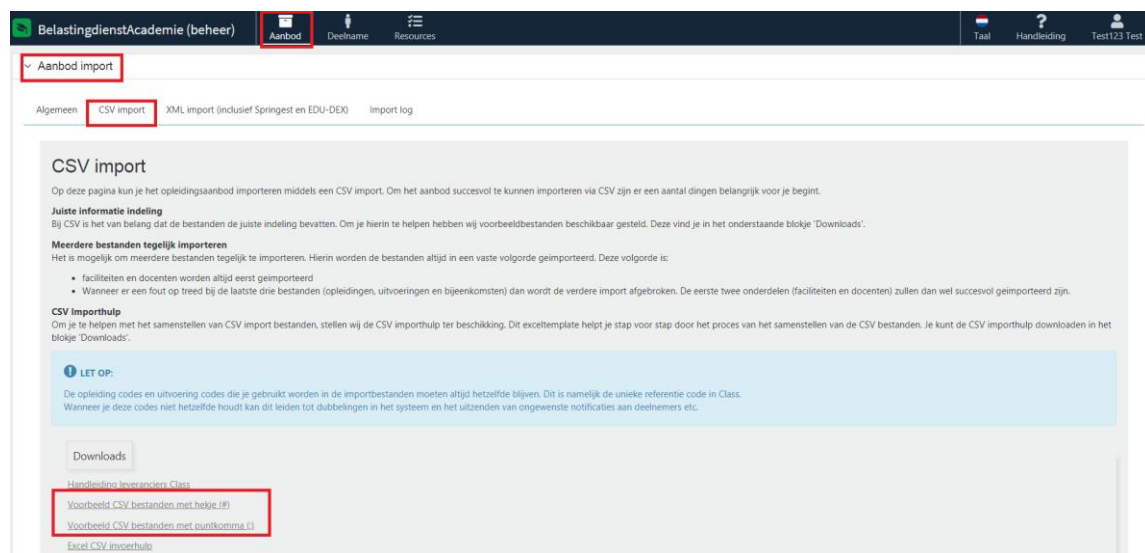 BelastingdienstAcademie (beheer)
Aanbod
Deelname
Resources
Taal
Handleiding
Test123 Test
Aanbod import
Algemeen
CSV import
XML import (inclusief Springest en EDU-DEX)
Import log
CSV import
Op deze pagina kun je het opleidingsaanbod importeren middels een CSV import. Om het aanbod succesvol te kunnen importeren via CSV zijn er een aantal dingen belangrijk voor je begint.
Juiste informatie indeling
Bij CSV is het van belang dat de bestanden de juiste indeling bevatten. Om je hierin te helpen hebben wij voorbeeldbestanden beschikbaar gesteld. Deze vind je in het onderstaande blokje 'Downloads'.
Meerdere bestanden tegelijk importeren
Het is mogelijk om meerdere bestanden tegelijk te importeren. Hierin worden de bestanden altijd in een vaste volgorde geimporteerd. Deze volgorde is:
• faciliteiten en docenten worden altijd eerst geimporteerd
• Wanneer er een fout op treed bij de laatste drie bestanden (opleidingen, uitvoeringen en bijeenkomsten) dan wordt de verdere import afgebroken. De eerste twee onderdelen (faciliteiten en docenten) zullen dan wel succesvol geimporteerd zijn.
CSV Importhulp
Om je te helpen met het samenstellen van CSV import bestanden, stellen wij de CSV importhulp ter beschikking. Dit exceltemplate helpt je stap voor stap door het proces van het samenstellen van de CSV bestanden. Je kunt de CSV importhulp downloaden in het
blokje 'Downloads'.
LET OP:
De opleiding codes en uitvoering codes die je gebruikt worden in de importbestanden moeten altijd hetzelfde blijven. Dit is namelijk de unieke referentie code in Class.
Wanneer je deze codes niet hetzelfde houdt kan dit leiden tot dubbelingen in het systeem en het uitzenden van ongewenste notificaties aan deelnemers etc.
Downloads
Handleiding leveranciers Class
Voorbeeld CSV bestanden met hekje (#)
Voorbeeld CSV bestanden met puntkomma (;)
Excel CSV invoerhulp